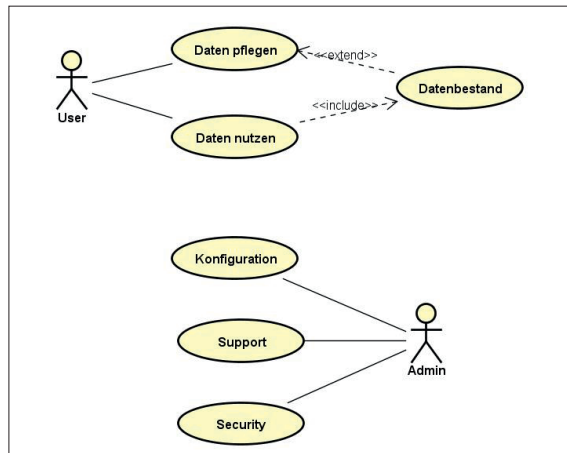 Daten pflegen
<<extend>>
Datenbestand
User
<<include>>
Daten nutzen
Konfiguration
Support
Admin
Security